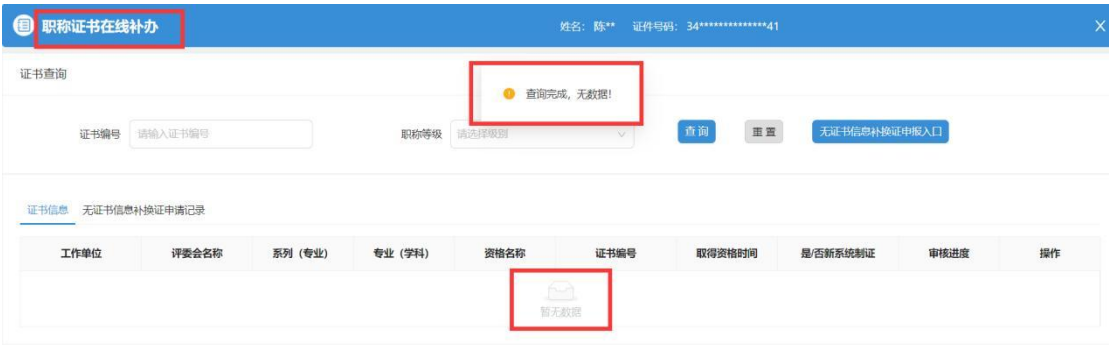 职称证书在线补办 姓名：陈** 证件号码：34**************41
证书查询
查询完成，无数据！
证书编号 请输入证书编号 职称等级 请选择级别 查询 重置 无证书信息补换证申报入口
证书信息 无证书信息补换证申请记录
工作单位 评委会名称 系列（专业） 专业（学科） 资格名称 证书编号 取得资格时间 是/否新系统制证 审核进度 操作
暂无数据